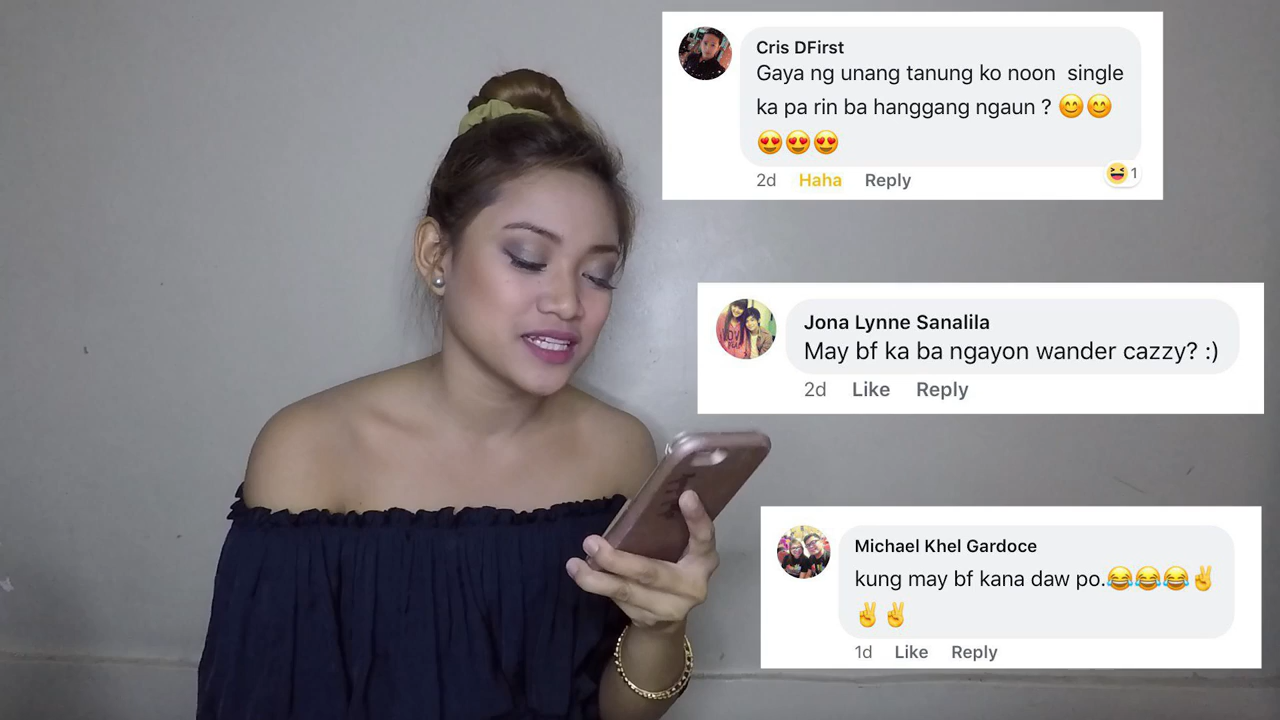 Cris DFirst
Gaya ng unang tanung ko noon single
ka pa rin ba hanggang ngaun ? 😊😊
😍😍😍
2d Haha Reply
😆 1
Jona Lynne Sanalila
May bf ka ba ngayon wander cazzy? :)
2d Like Reply
Michael Khel Gardoce
kung may bf kana daw po.😂😂😂✌
✌✌
1d Like Reply